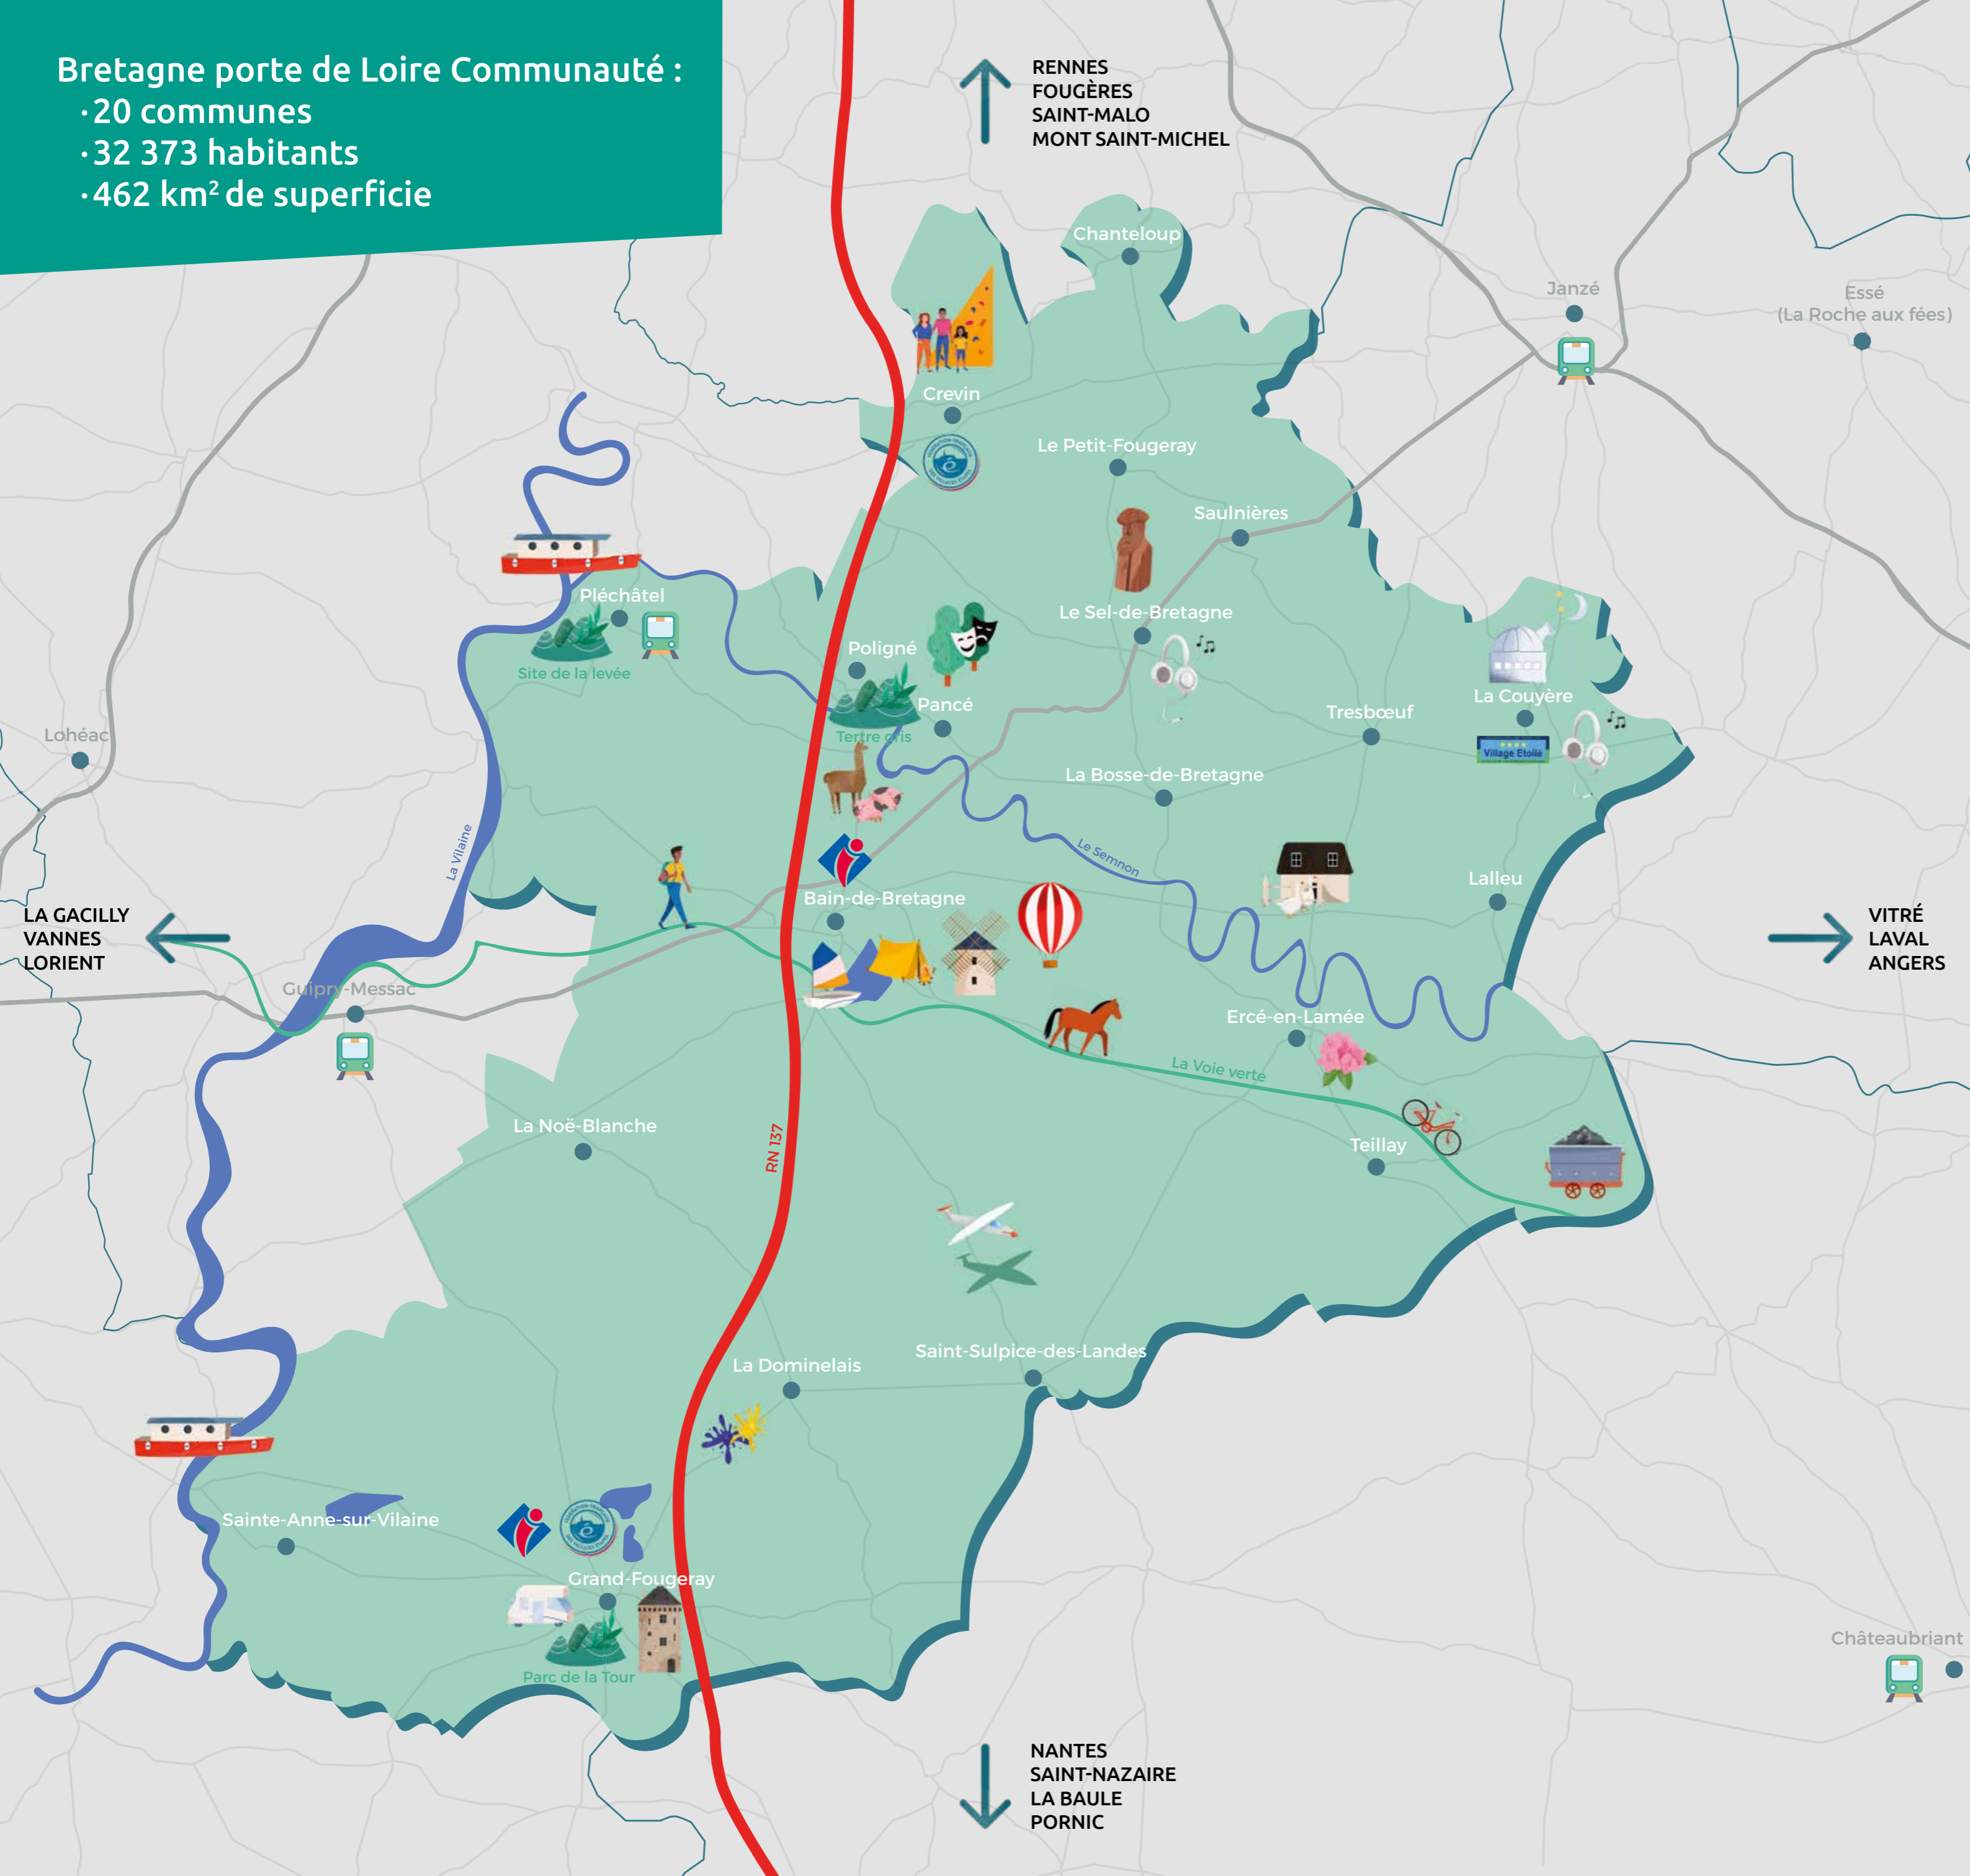 Bretagne porte de Loire Communauté :
· 20 communes
· 32 373 habitants
· 462 km² de superficie
RENNES
FOUGÈRES
SAINT-MALO
MONT SAINT-MICHEL
Chanteloup
Janzé
Essé
(La Roche aux fées)
Crevin
Le Petit-Fougeray
Saulnières
Pléchâtel
Site de la levée
Le Sel-de-Bretagne
Poligné
Pancé
Tertre gris
La Couyère
Village Etoilé
Tresbœuf
Lohéac
La Bosse-de-Bretagne
La Vilaine
Le Semnon
Lalleu
Bain-de-Bretagne
LA GACILLY
VANNES
LORIENT
VITRÉ
LAVAL
ANGERS
Guipry-Messac
Ercé-en-Lamée
La Voie verte
La Noë-Blanche
RN 137
Teillay
Saint-Sulpice-des-Landes
La Dominelais
Sainte-Anne-sur-Vilaine
Grand-Fougeray
Parc de la Tour
Châteaubriant
NANTES
SAINT-NAZAIRE
LA BAULE
PORNIC